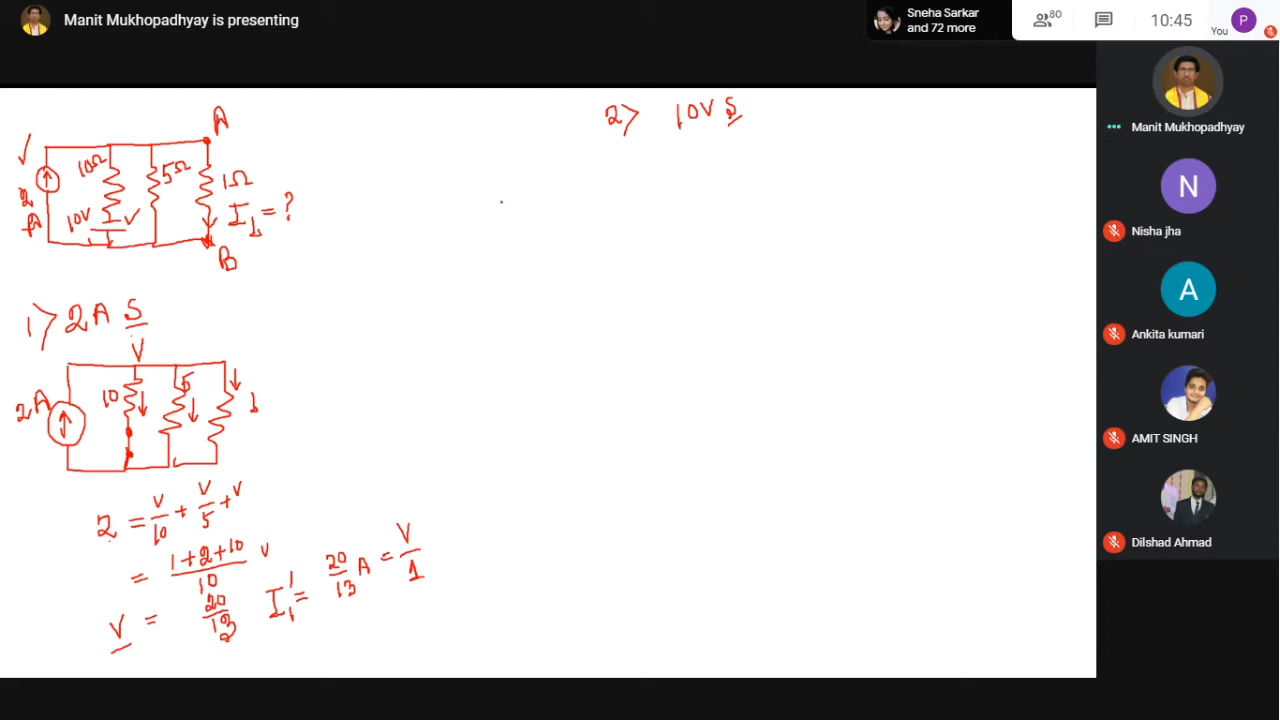 Manit Mukhopadhyay is presenting
Sneha Sarkar
and 72 more
80
10:45
You
P
Manit Mukhopadhyay
N
Nisha jha
A
Ankita kumari
AMIT SINGH
Dilshad Ahmad
A
10Ω
5Ω
1Ω
2
A
10V
I₁ = ?
B
1> 2A S
V
2A
10
5
1
2 = V/10 + V/5 + V
= (1+2+10)/10 V
V = 20/13
I₁' = 20/13 A = V/1
2> 10V S